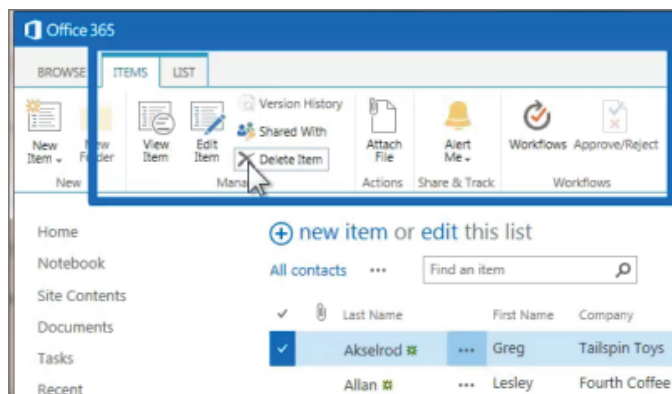 Office 365
BROWSE ITEMS LIST
New Item
New Folder
View Item
Edit Item
Version History
Shared With
Delete Item
Attach File
Alert Me
Workflows
Approve/Reject
New Manage Actions Share & Track Workflows
Home
Notebook
Site Contents
Documents
Tasks
Recent
new item or edit this list
All contacts ••• Find an item
Last Name First Name Company
Akselrod ••• Greg Tailspin Toys
Allan ••• Lesley Fourth Coffee